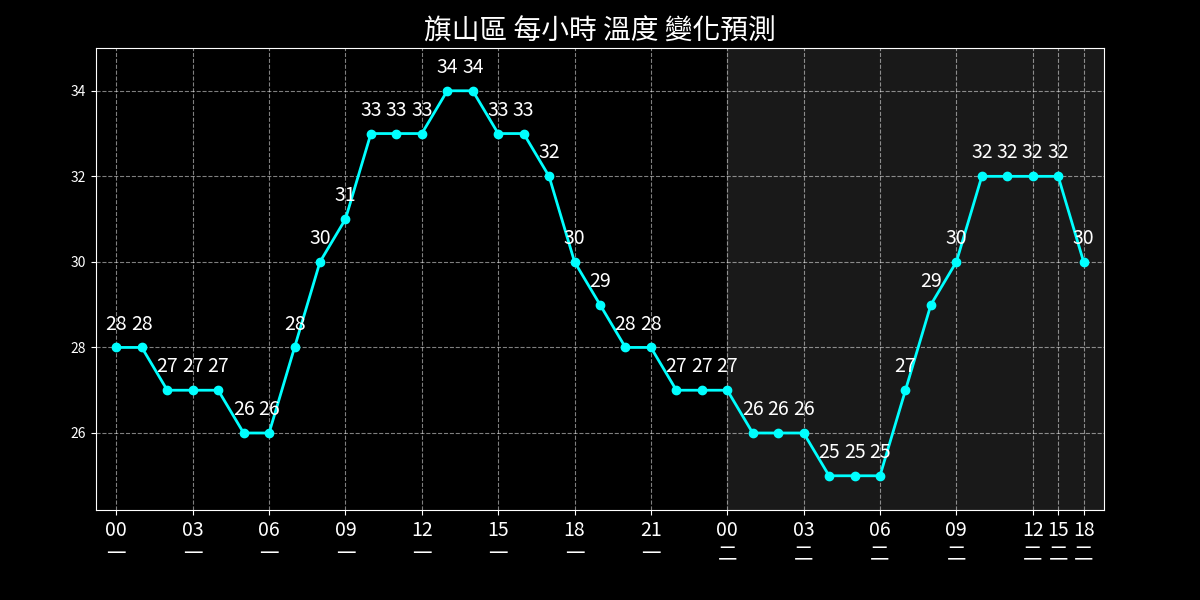 旗山區 每小時 溫度 變化預測
34 34
34
33 33 33 33 33
32 32 32 32 32
32
31
30 30 30 30
30
29 29
28 28 28 28 28
28
27 27 27 27 27 27 27
26 26 26 26 26
26
25 25 25
00 03 06 09 12 15 18 21 00 03 06 09 12 15 18
一 一 一 一 一 一 一 一 二 二 二 二 二 二 二